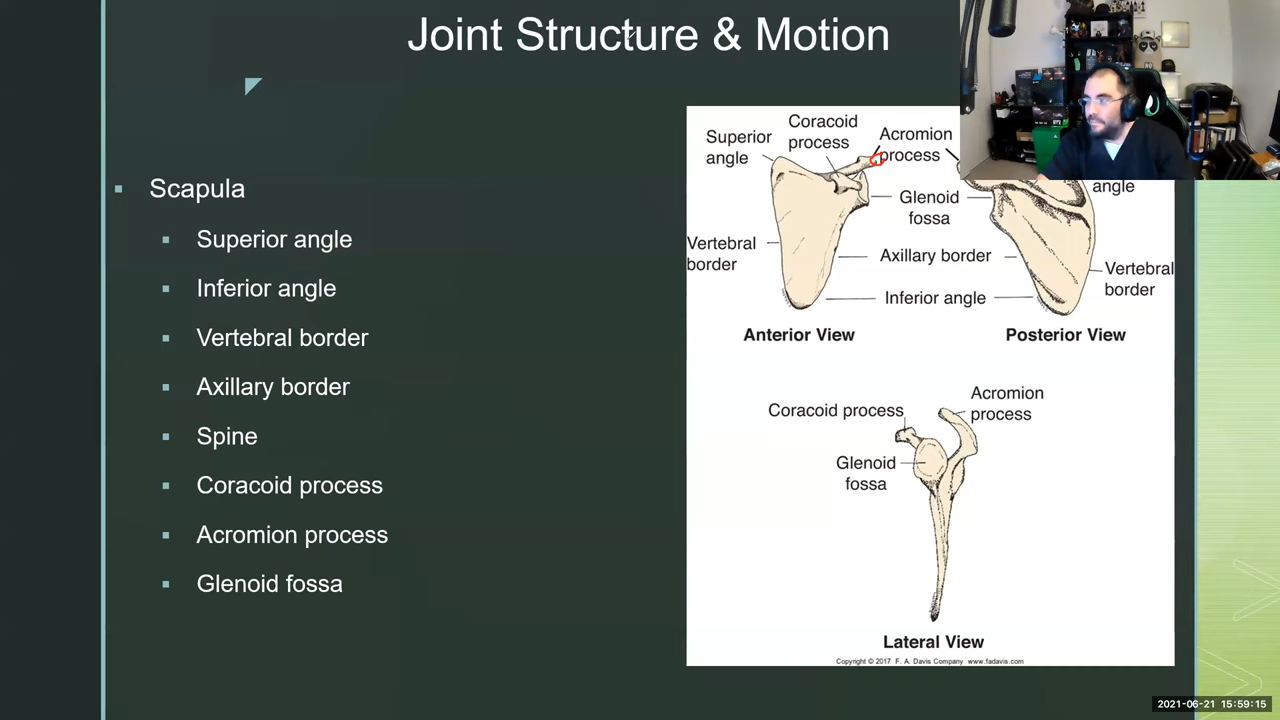 Joint Structure & Motion
Scapula
Superior angle
Inferior angle
Vertebral border
Axillary border
Spine
Coracoid process
Acromion process
Glenoid fossa
Superior
angle
Coracoid
process
Acromion
process
Glenoid
fossa
angle
Vertebral
border
Axillary border
Vertebral
border
Inferior angle
Anterior View
Posterior View
Coracoid process
Acromion
process
Glenoid
fossa
Lateral View
Copyright © 2017 F. A. Davis Company www.fadavis.com
2021-06-21 15:59:15